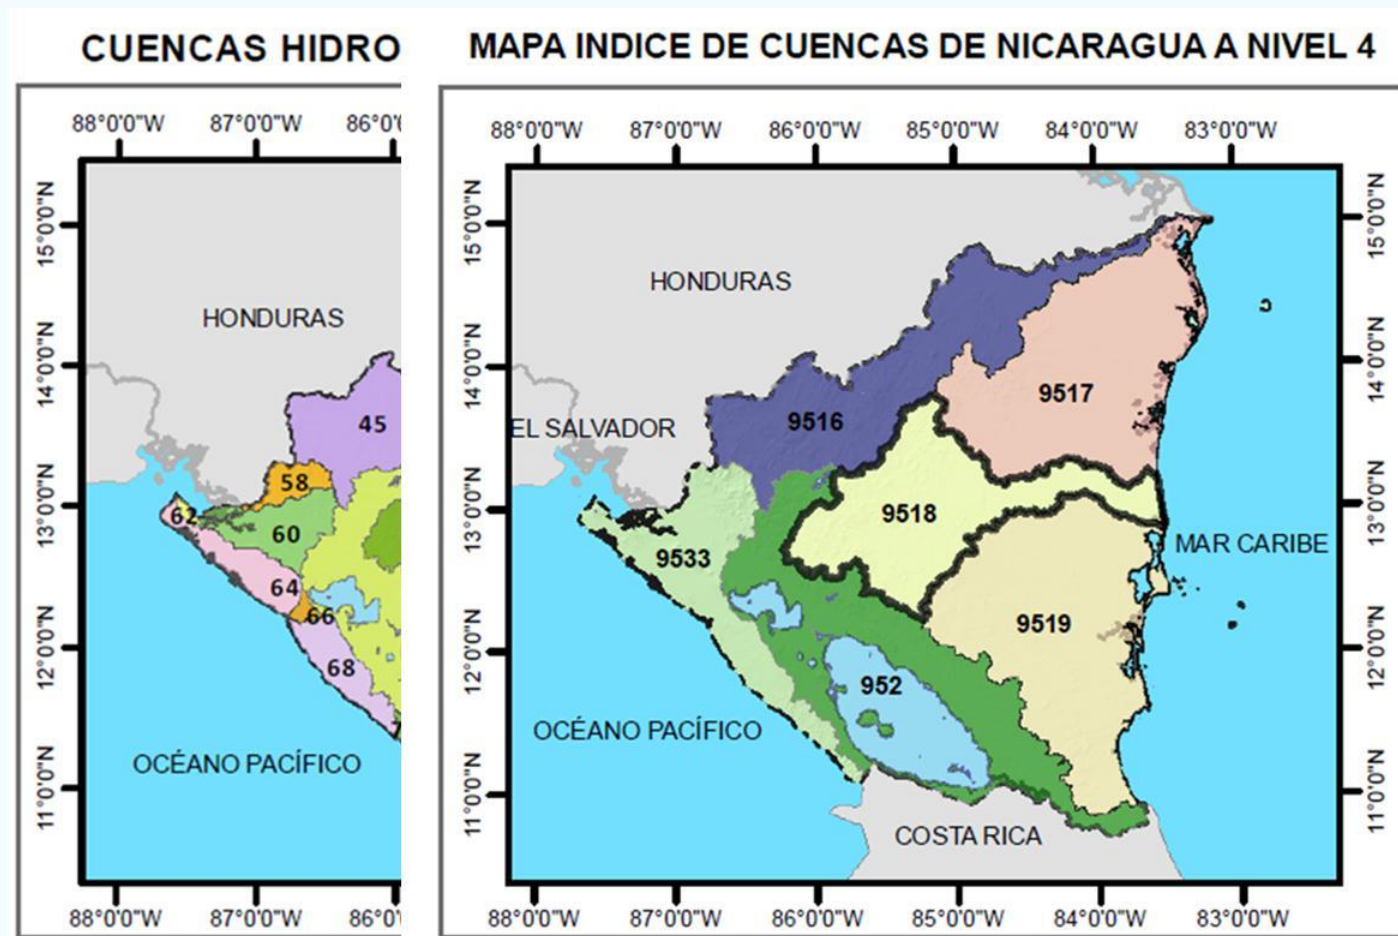 CUENCAS HIDRO
88°0'0"W 87°0'0"W
15°0'0"N
14°0'0"N
13°0'0"N
12°0'0"N
11°0'0"N
HONDURAS
45
58
62
60
64
66
68
OCÉANO PACÍFICO
88°0'0"W 87°0'0"W
MAPA INDICE DE CUENCAS DE NICARAGUA A NIVEL 4
88°0'0"W 87°0'0"W 86°0'0"W 85°0'0"W 84°0'0"W 83°0'0"W
15°0'0"N 15°0'0"N
14°0'0"N 14°0'0"N
13°0'0"N 13°0'0"N
12°0'0"N 12°0'0"N
11°0'0"N 11°0'0"N
HONDURAS
9517
9516
EL SALVADOR
9518
MAR CARIBE
9533
9519
952
OCÉANO PACÍFICO
COSTA RICA
88°0'0"W 87°0'0"W 86°0'0"W 85°0'0"W 84°0'0"W 83°0'0"W